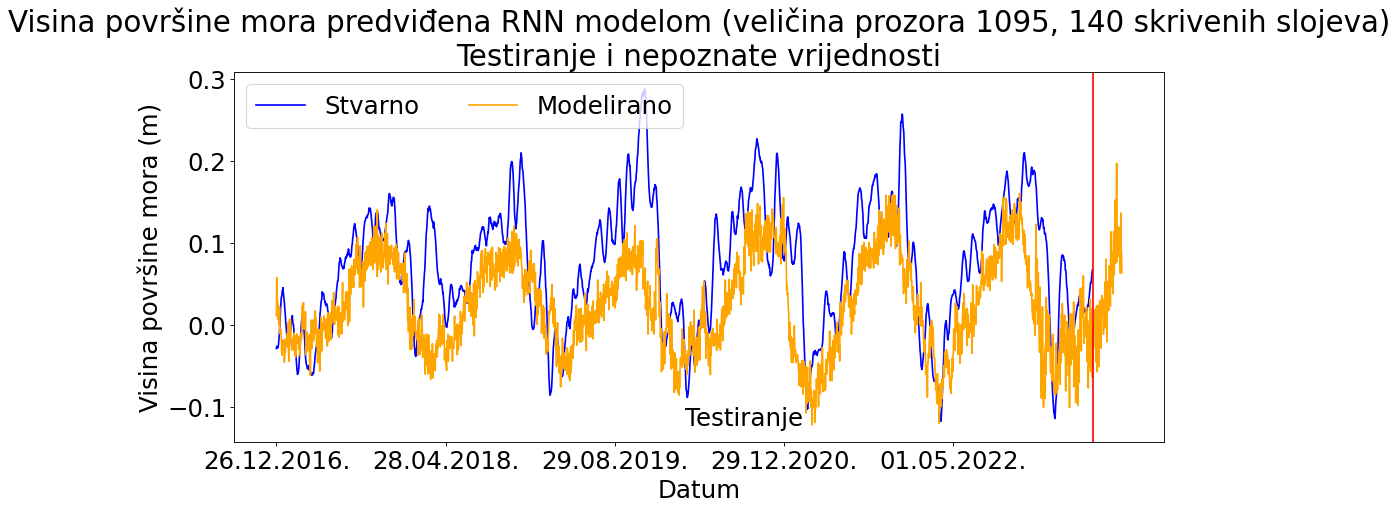 Visina površine mora predviđena RNN modelom (veličina prozora 1095, 140 skrivenih slojeva)
Testiranje i nepoznate vrijednosti
Visina površine mora (m)
0.3
0.2
0.1
0.0
−0.1
Stvarno
Modelirano
Testiranje
26.12.2016.
28.04.2018.
29.08.2019.
29.12.2020.
01.05.2022.
Datum